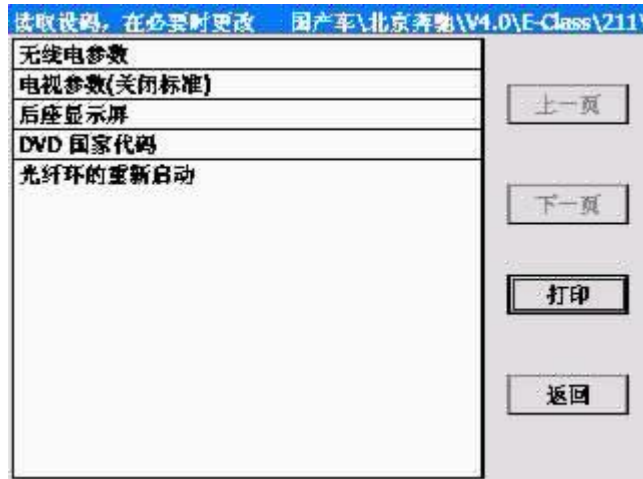 读取设码，在必要时更改 国产车\北京奔驰\V4.0\E-Class\211\
无线电参数
电视参数(关闭标准)
后座显示屏
DVD 国家代码
光纤环的重新启动
上一页
下一页
打印
返回